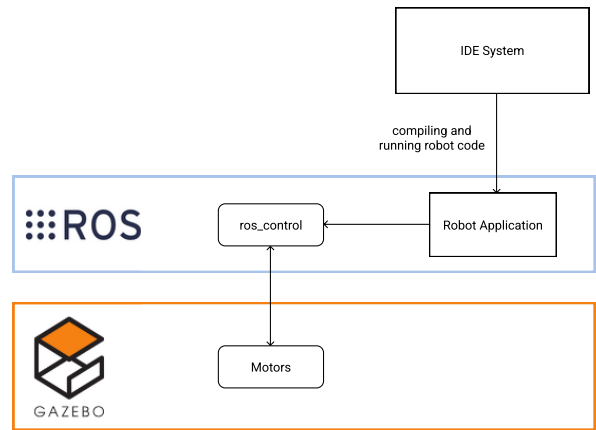 IDE System
compiling and
running robot code
ROS
ros_control
Robot Application
Motors
GAZEBO